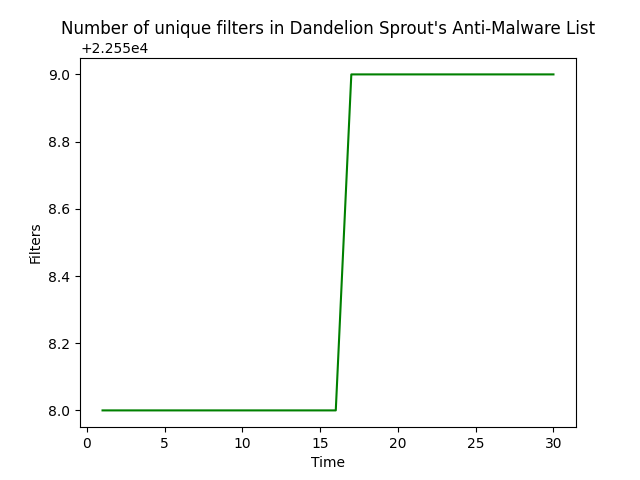 Number of unique filters in Dandelion Sprout's Anti-Malware List
+2.255e4
9.0
8.8
8.6
8.4
8.2
8.0
Filters
0 5 10 15 20 25 30
Time